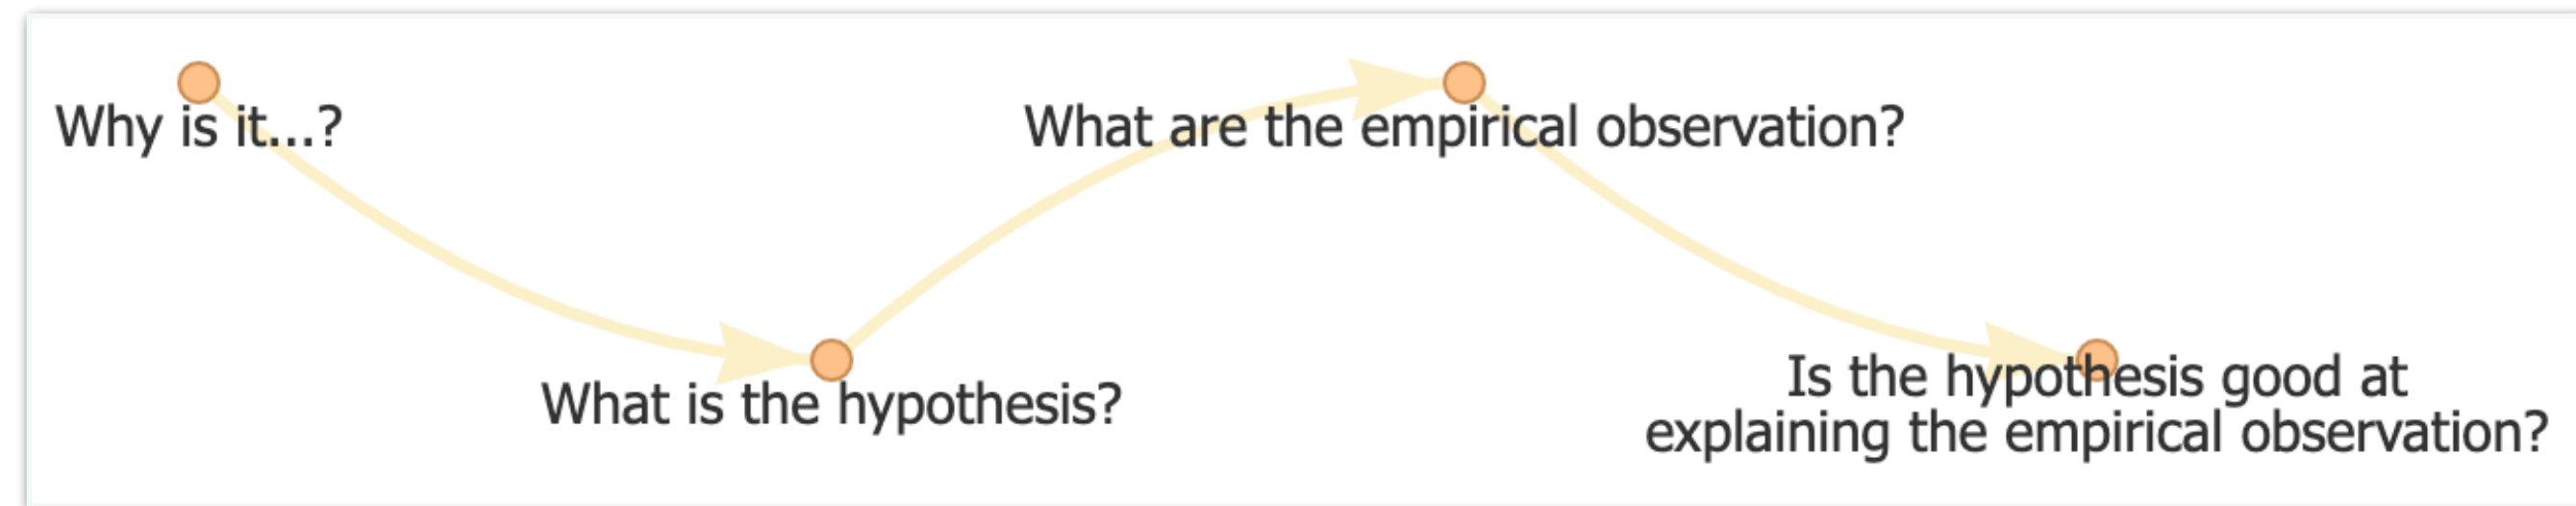 Why is it...?
What is the hypothesis?
What are the empirical observation?
Is the hypothesis good at
explaining the empirical observation?